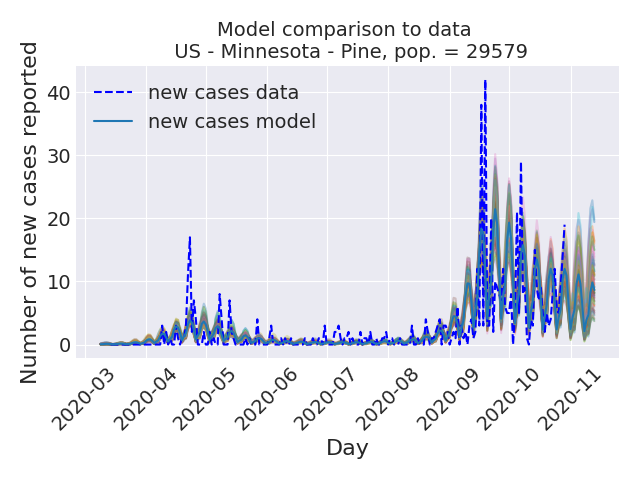 Model comparison to data
US - Minnesota - Pine, pop. = 29579
Number of new cases reported
40
30
20
10
0
new cases data
new cases model
2020-03
2020-04
2020-05
2020-06
2020-07
2020-08
2020-09
2020-10
2020-11
Day